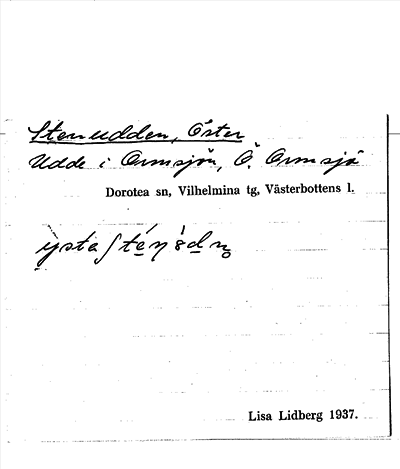 Stenudden, Öster
Udde i Ormsjön, Ö. Ormsjö
Dorotea sn, Vilhelmina tg, Västerbottens l.
Lisa Lidberg 1937.